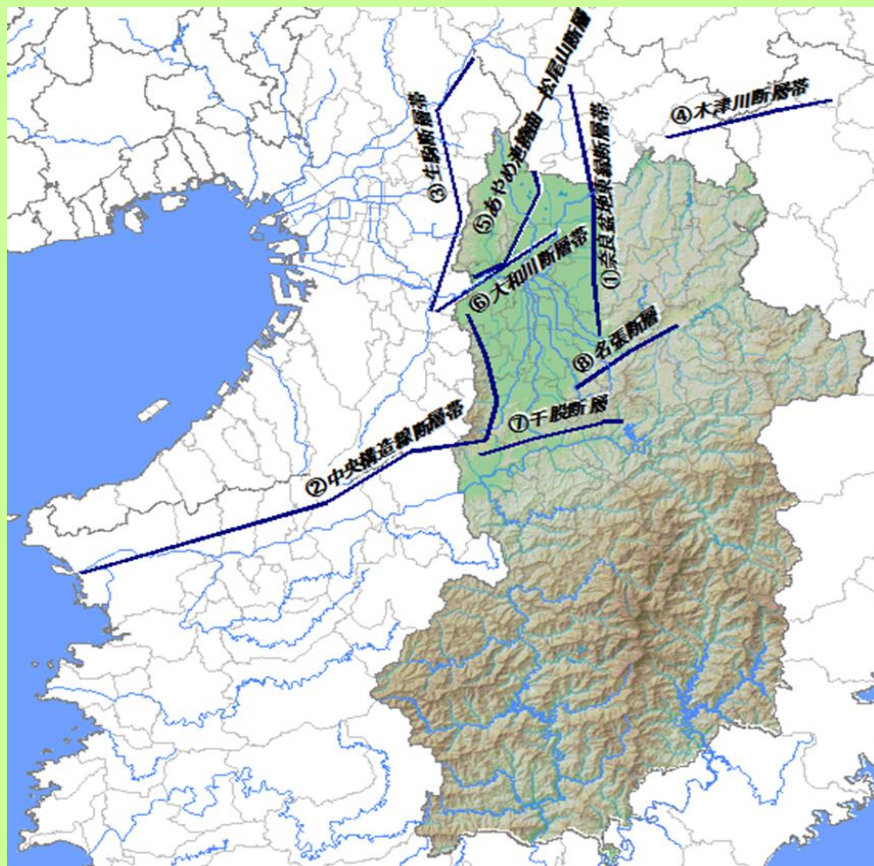 ①奈良盆地東縁断層帯
②中央構造線断層帯
③生駒断層帯
④木津川断層帯
⑤あやめ池撓曲ー松尾山断層
⑥大和川断層帯
⑦千股断層
⑧名張断層